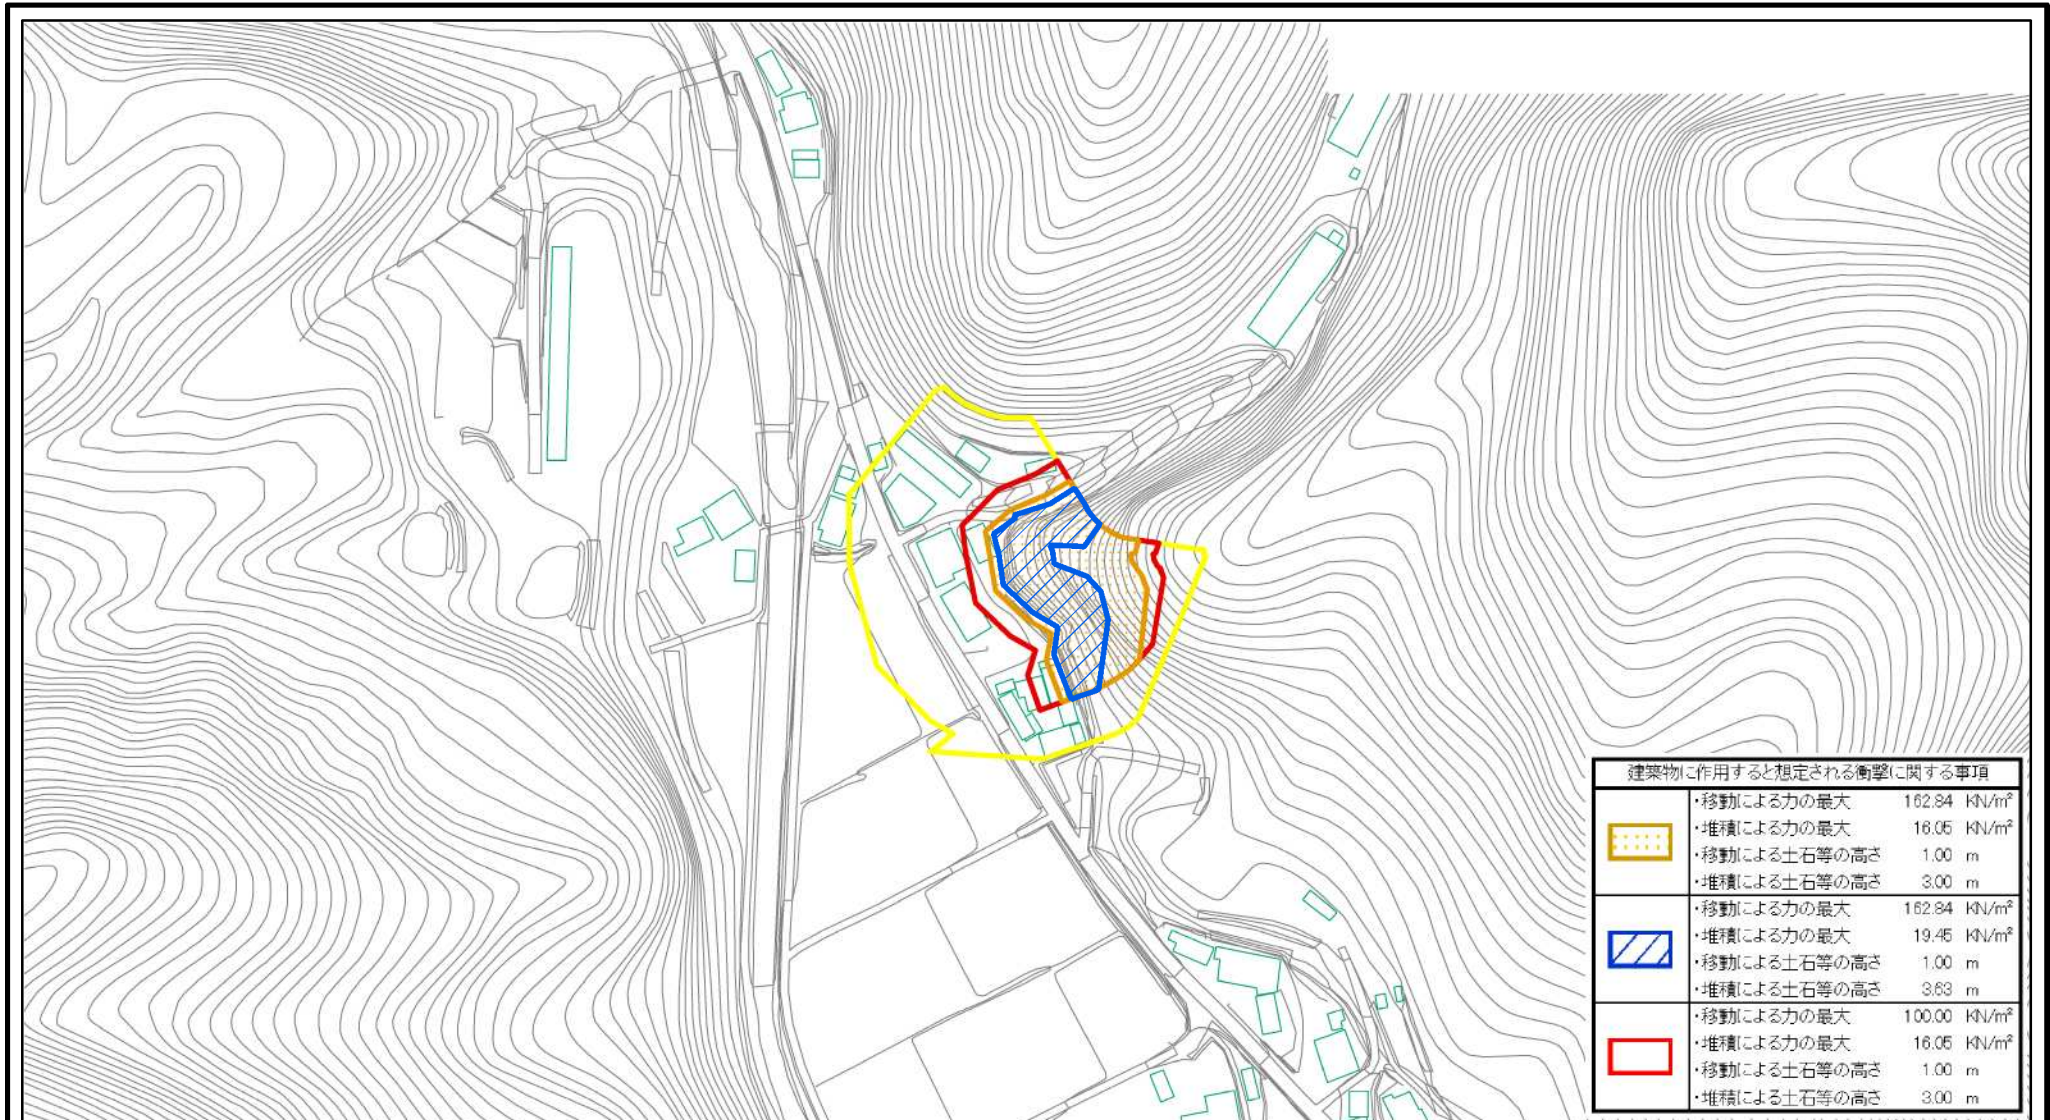 建築物に作用すると想定される衝撃に関する事項
・移動による力の最大 162.84 KN/m²
・堆積による力の最大 16.05 KN/m²
・移動による土石等の高さ 1.00 m
・堆積による土石等の高さ 3.00 m
・移動による力の最大 162.84 KN/m²
・堆積による力の最大 19.45 KN/m²
・移動による土石等の高さ 1.00 m
・堆積による土石等の高さ 3.63 m
・移動による力の最大 100.00 KN/m²
・堆積による力の最大 16.05 KN/m²
・移動による土石等の高さ 1.00 m
・堆積による土石等の高さ 3.00 m